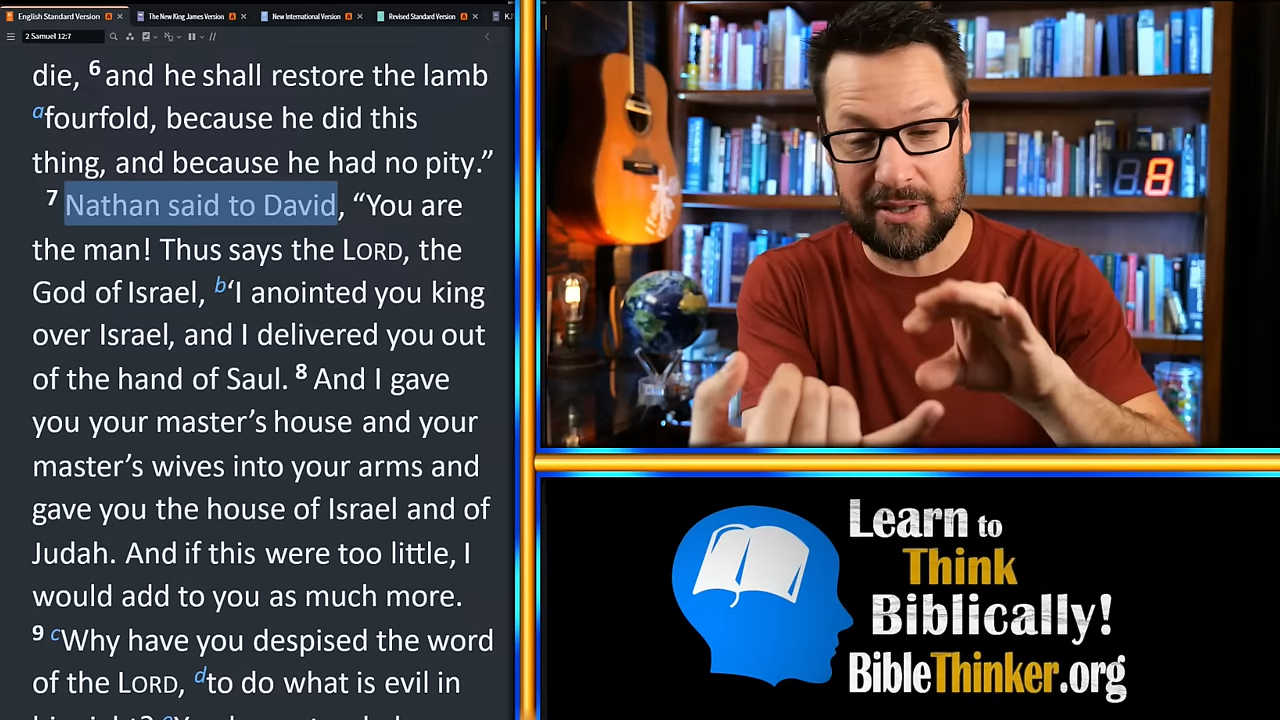 English Standard Version
The New King James Version
New International Version
Revised Standard Version
2 Samuel 12:7
die, 6 and he shall restore the lamb
a fourfold, because he did this
thing, and because he had no pity.”
7 Nathan said to David, “You are
the man! Thus says the LORD, the
God of Israel, b ‘I anointed you king
over Israel, and I delivered you out
of the hand of Saul. 8 And I gave
you your master’s house and your
master’s wives into your arms and
gave you the house of Israel and of
Judah. And if this were too little, I
would add to you as much more.
9 c Why have you despised the word
of the LORD, d to do what is evil in
8
Learn to
Think
Biblically!
BibleThinker.org